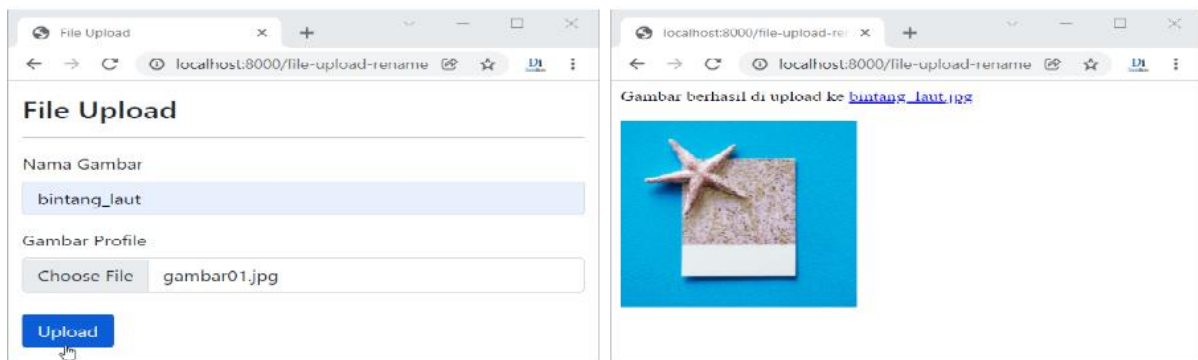 File Upload
localhost:8000/file-upload-rename
File Upload
Nama Gambar
bintang_laut
Gambar Profile
Choose File gambar01.jpg
Upload
localhost:8000/file-upload-rer
localhost:8000/file-upload-rename
Gambar berhasil di upload ke bintang_laut.jpg